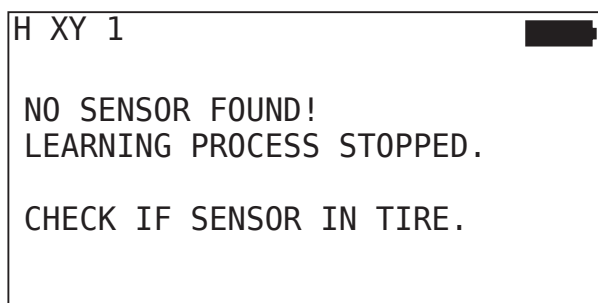 H XY 1
NO SENSOR FOUND!
LEARNING PROCESS STOPPED.
CHECK IF SENSOR IN TIRE.